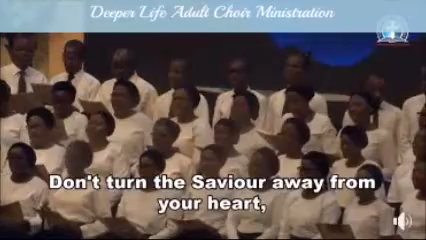 Deeper Life Adult Choir Ministration
Don't turn the Saviour away from
your heart,